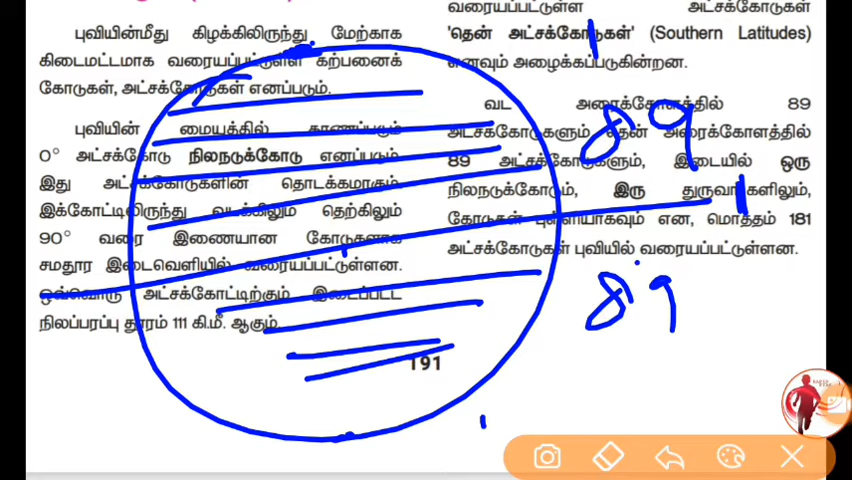 புவியின்மீது கிழக்கிலிருந்து மேற்காக
கிடைமட்டமாக வரையப்பட்டுள்ள கற்பனைக்
கோடுகள், அட்சக்கோடுகள் எனப்படும்.
புவியின் மையத்தில் காணப்படும்
0° அட்சக்கோடு நிலநடுக்கோடு எனப்படும்.
இது அட்சக்கோடுகளின் தொடக்கமாகும்.
இக்கோட்டிலிருந்து வடக்கிலும் தெற்கிலும்
90° வரை இணையான கோடுகளாக
சமதூர இடைவெளியில் வரையப்பட்டுள்ளன.
ஒவ்வொரு அட்சக்கோட்டிற்கும் இடைப்பட்ட
நிலப்பரப்பு தூரம் 111 கி.மீ. ஆகும்.
வரையப்பட்டுள்ள அட்சக்கோடுகள்
'தென் அட்சக்கோடுகள்' (Southern Latitudes)
எனவும் அழைக்கப்படுகின்றன.
வட அரைக்கோளத்தில் 89
அட்சக்கோடுகளும், தென் அரைக்கோளத்தில்
89 அட்சக்கோடுகளும், இடையில் ஒரு
நிலநடுக்கோடும், இரு துருவங்களிலும்,
கோடுகள் புள்ளியாகவும் என, மொத்தம் 181
அட்சக்கோடுகள் புவியில் வரையப்பட்டுள்ளன.
1
89
1
89
191